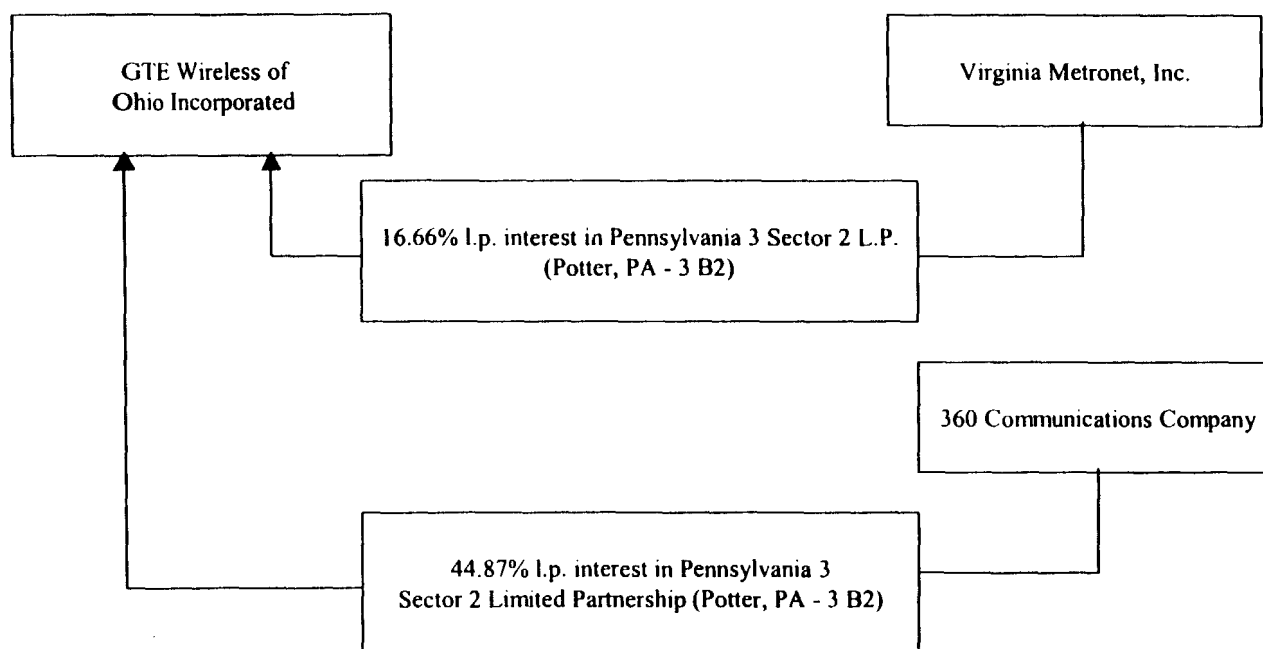 GTE Wireless of
Ohio Incorporated
Virginia Metronet, Inc.
16.66% l.p. interest in Pennsylvania 3 Sector 2 L.P.
(Potter, PA - 3 B2)
360 Communications Company
44.87% l.p. interest in Pennsylvania 3
Sector 2 Limited Partnership (Potter, PA - 3 B2)